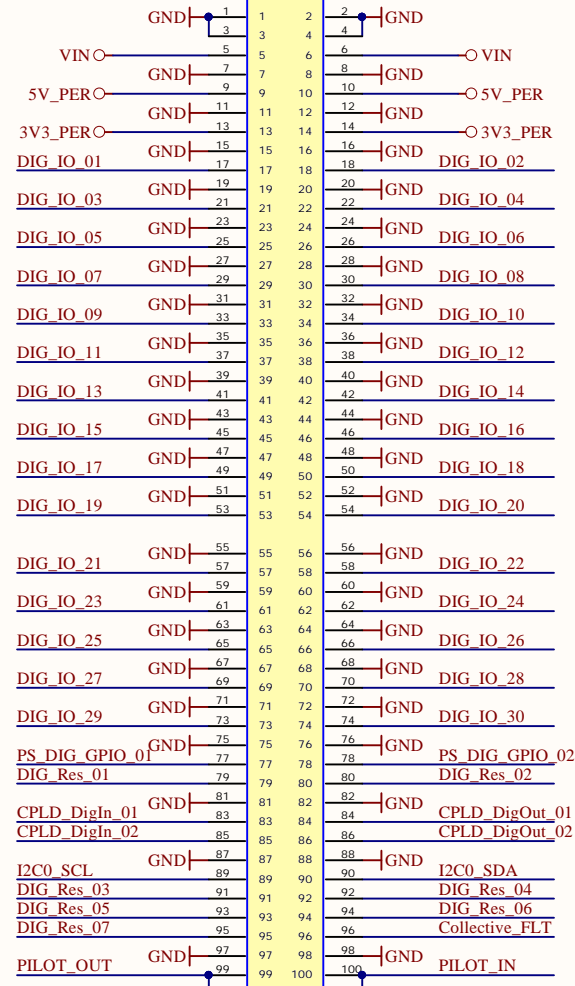 GND 1 1 2 2 GND
3 3 4 4
VIN 5 5 6 6 VIN
GND 7 7 8 8 GND
5V_PER 9 9 10 10 5V_PER
GND 11 11 12 12 GND
3V3_PER 13 13 14 14 3V3_PER
GND 15 15 16 16 GND
DIG_IO_01 17 17 18 18 DIG_IO_02
GND 19 19 20 20 GND
DIG_IO_03 21 21 22 22 DIG_IO_04
GND 23 23 24 24 GND
DIG_IO_05 25 25 26 26 DIG_IO_06
GND 27 27 28 28 GND
DIG_IO_07 29 29 30 30 DIG_IO_08
GND 31 31 32 32 GND
DIG_IO_09 33 33 34 34 DIG_IO_10
GND 35 35 36 36 GND
DIG_IO_11 37 37 38 38 DIG_IO_12
GND 39 39 40 40 GND
DIG_IO_13 41 41 42 42 DIG_IO_14
GND 43 43 44 44 GND
DIG_IO_15 45 45 46 46 DIG_IO_16
GND 47 47 48 48 GND
DIG_IO_17 49 49 50 50 DIG_IO_18
GND 51 51 52 52 GND
DIG_IO_19 53 53 54 54 DIG_IO_20
GND 55 55 56 56 GND
DIG_IO_21 57 57 58 58 DIG_IO_22
GND 59 59 60 60 GND
DIG_IO_23 61 61 62 62 DIG_IO_24
GND 63 63 64 64 GND
DIG_IO_25 65 65 66 66 DIG_IO_26
GND 67 67 68 68 GND
DIG_IO_27 69 69 70 70 DIG_IO_28
GND 71 71 72 72 GND
DIG_IO_29 73 73 74 74 DIG_IO_30
GND 75 75 76 76 GND
PS_DIG_GPIO_01 77 77 78 78 PS_DIG_GPIO_02
DIG_Res_01 79 79 80 80 DIG_Res_02
GND 81 81 82 82 GND
CPLD_DigIn_01 83 83 84 84 CPLD_DigOut_01
CPLD_DigIn_02 85 85 86 86 CPLD_DigOut_02
GND 87 87 88 88 GND
I2C0_SCL 89 89 90 90 I2C0_SDA
DIG_Res_03 91 91 92 92 DIG_Res_04
DIG_Res_05 93 93 94 94 DIG_Res_06
DIG_Res_07 95 95 96 96 Collective_FLT
GND 97 97 98 98 GND
PILOT_OUT 99 99 100 100 PILOT_IN